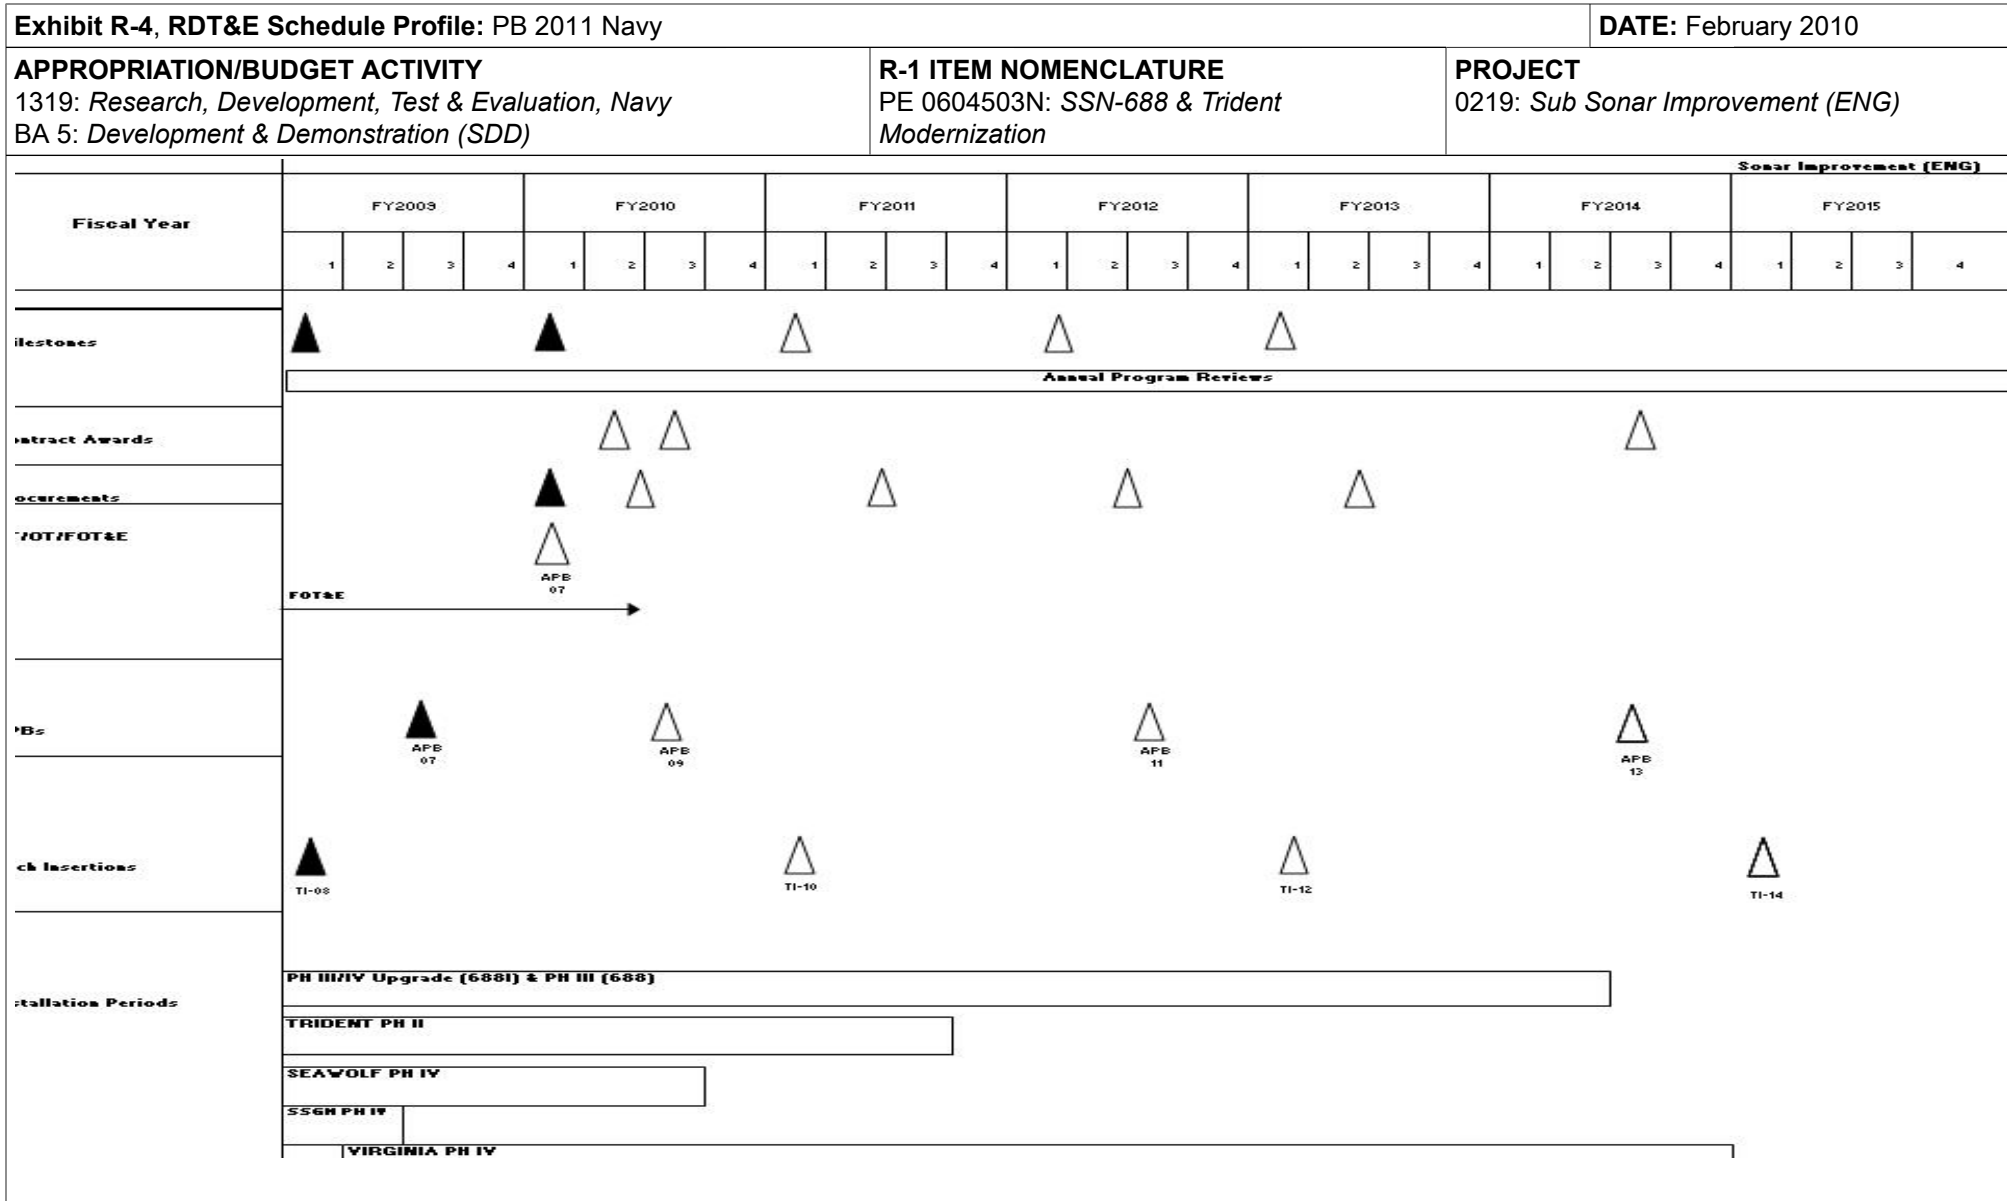 Exhibit R-4, RDT&E Schedule Profile: PB 2011 Navy
DATE: February 2010
APPROPRIATION/BUDGET ACTIVITY
1319: Research, Development, Test & Evaluation, Navy
BA 5: Development & Demonstration (SDD)
R-1 ITEM NOMENCLATURE
PE 0604503N: SSN-688 & Trident
Modernization
PROJECT
0219: Sub Sonar Improvement (ENG)
Sonar Improvement (ENG)
Fiscal Year
FY2009 FY2010 FY2011 FY2012 FY2013 FY2014 FY2015
1 2 3 4 1 2 3 4 1 2 3 4 1 2 3 4 1 2 3 4 1 2 3 4 1 2 3 4
ilestones
Annual Program Reviews
ntract Awards
ocurements
T/OT/FOT&E
APB
07
FOT&E
PBs
APB
07
APB
09
APB
11
APB
13
ch Insertions
TI-08
TI-10
TI-12
TI-14
stallation Periods
PH III/IV Upgrade (688I) & PH III (688)
TRIDENT PH II
SEAWOLF PH IV
SSGN PH IV
VIRGINIA PH IV